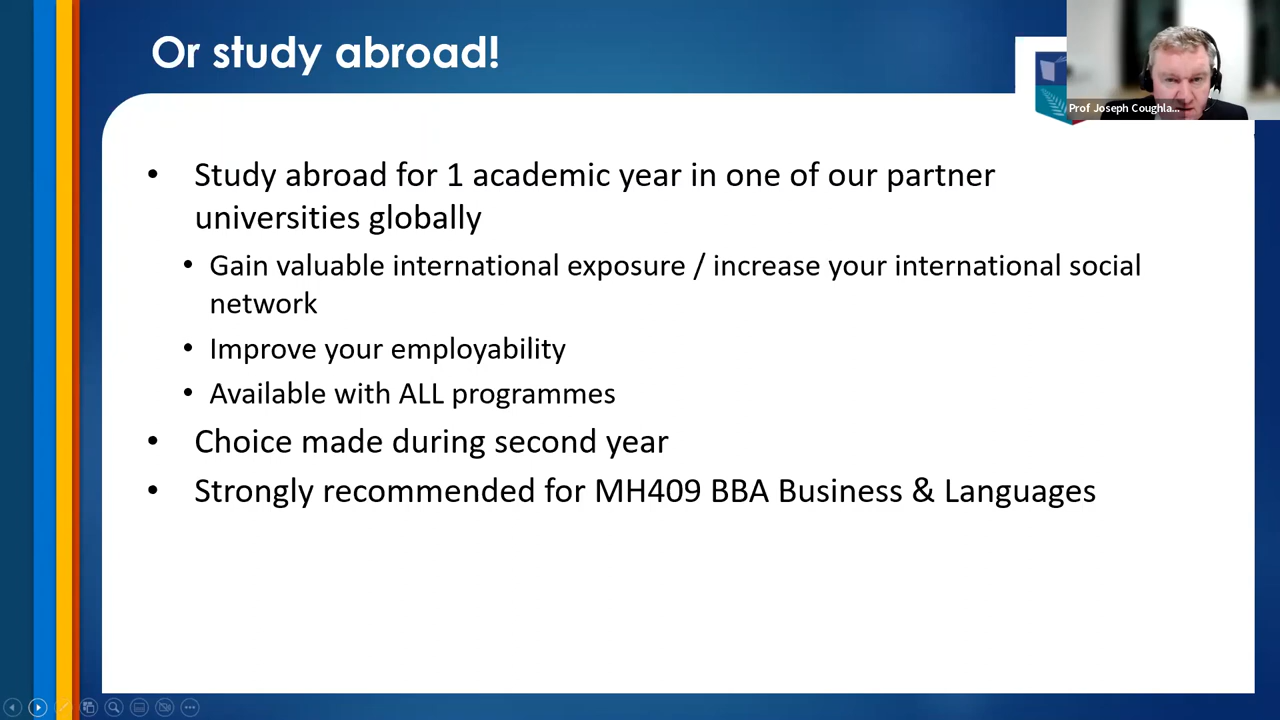 Or study abroad!
Prof Joseph Coughla...
• Study abroad for 1 academic year in one of our partner
universities globally
• Gain valuable international exposure / increase your international social
network
• Improve your employability
• Available with ALL programmes
• Choice made during second year
• Strongly recommended for MH409 BBA Business & Languages